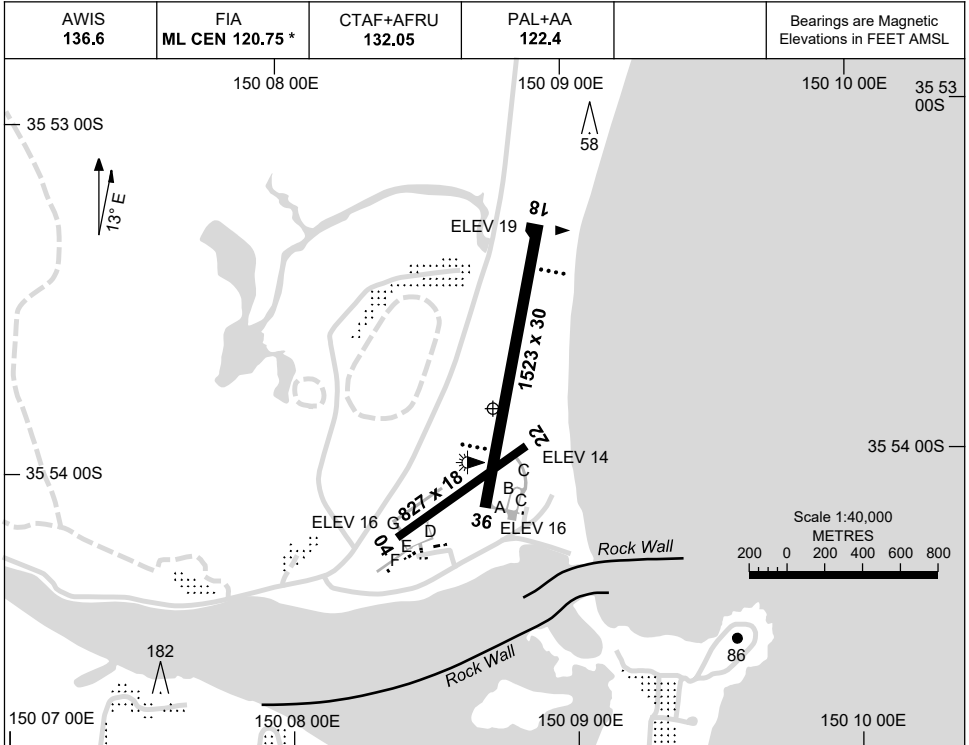 AWIS
136.6
FIA
ML CEN 120.75 *
CTAF+AFRU
132.05
PAL+AA
122.4
Bearings are Magnetic
Elevations in FEET AMSL
150 08 00E
150 09 00E
150 10 00E
35 53
00S
35 53 00S
58
13° E
18
ELEV 19
1523 x 30
22
35 54 00S
ELEV 14
35 54 00S
C
827 x 18
B
C
A
ELEV 16
G
36
ELEV 16
D
04
E
F
Scale 1:40,000
METRES
200 0 200 400 600 800
Rock Wall
86
182
Rock Wall
150 07 00E
150 08 00E
150 09 00E
150 10 00E